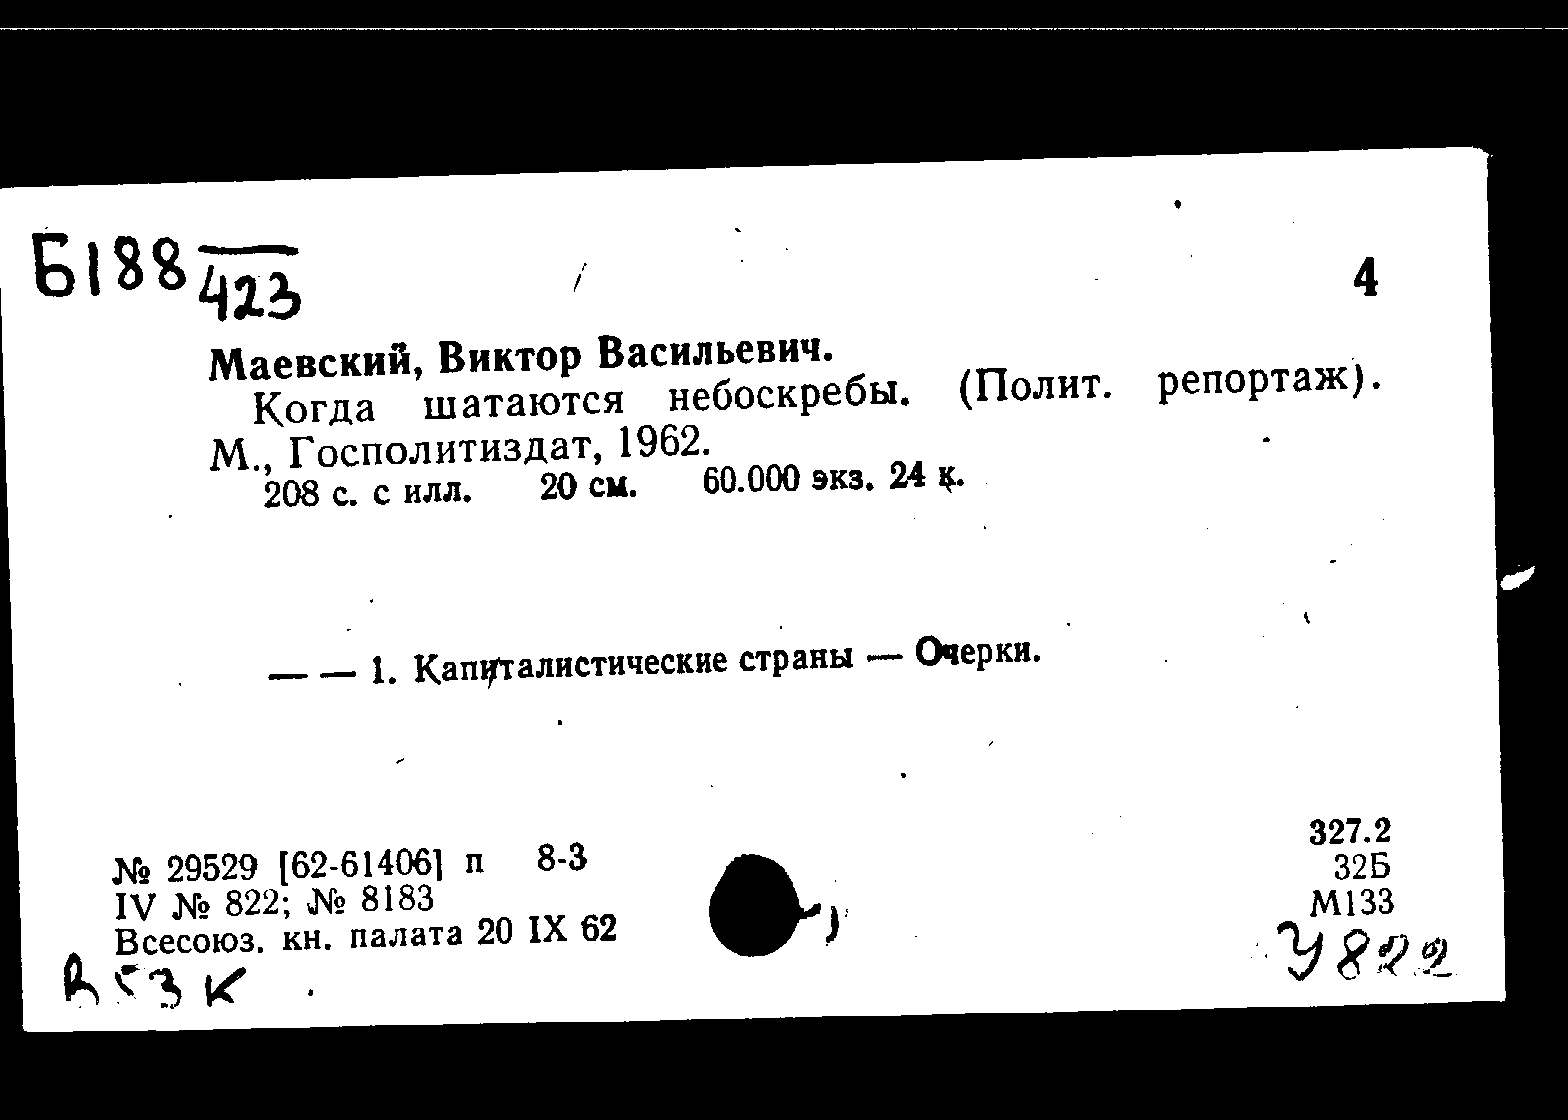 Б188 423
4
Маевский, Виктор Васильевич.
Когда шатаются небоскребы. (Полит. репортаж).
М., Госполитиздат, 1962.
208 с. с илл. 20 см. 60.000 экз. 24 к.
— — 1. Капиталистические страны — Очерки.
327.2
№ 29529 [62-61406] п 8-3
32Б
IV № 822; № 8183
М133
Всесоюз. кн. палата 20 IX 62
У822